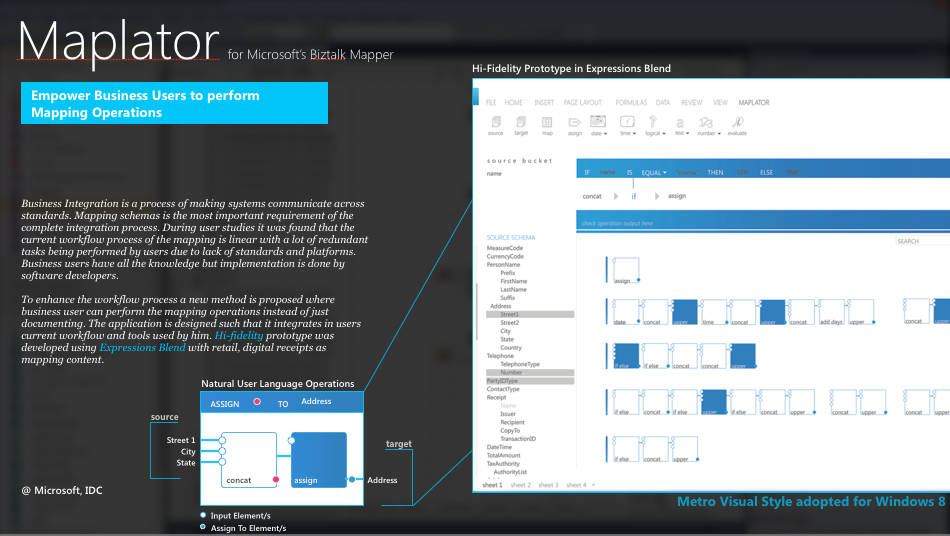 Maplator for Microsoft's Biztalk Mapper
Empower Business Users to perform
Mapping Operations
Business Integration is a process of making systems communicate across
standards. Mapping schemas is the most important requirement of the
complete integration process. During user studies it was found that the
current workflow process of the mapping is linear with a lot of redundant
tasks being performed by users due to lack of standards and platforms.
Business users have all the knowledge but implementation is done by
software developers.
To enhance the workflow process a new method is proposed where
business user can perform the mapping operations instead of just
documenting. The application is designed such that it integrates in users
current workflow and tools used by him. Hi-fidelity prototype was
developed using Expressions Blend with retail, digital receipts as
mapping content.
Natural User Language Operations
ASSIGN TO Address
source
Street 1
City
State
concat
assign
target
Address
Input Element/s
Assign To Element/s
@ Microsoft, IDC
Hi-Fidelity Prototype in Expressions Blend
FILE HOME INSERT PAGE LAYOUT FORMULAS DATA REVIEW VIEW MAPLATOR
source target map assign date time logical text number evaluate
source bucket
name
IF name IS EQUAL THEN ELSE
concat if assign
check operation output here
SEARCH
SOURCE SCHEMA
MeasureCode
CurrencyCode
PersonName
Prefix
FirstName
LastName
Suffix
Address
Street1
Street2
City
State
Country
Telephone
TelephoneType
Number
PartyIDType
ContactType
Receipt
Name
Issuer
Recipient
CopyTo
TransactionID
DateTime
TotalAmount
TaxAuthority
AuthorityList
assign
date concat upper time concat upper concat add days upper concat
if else if else concat concat upper
if else concat concat upper if else concat upper concat upper concat
if else concat upper
sheet 1 sheet 2 sheet 3 sheet 4 +
Metro Visual Style adopted for Windows 8